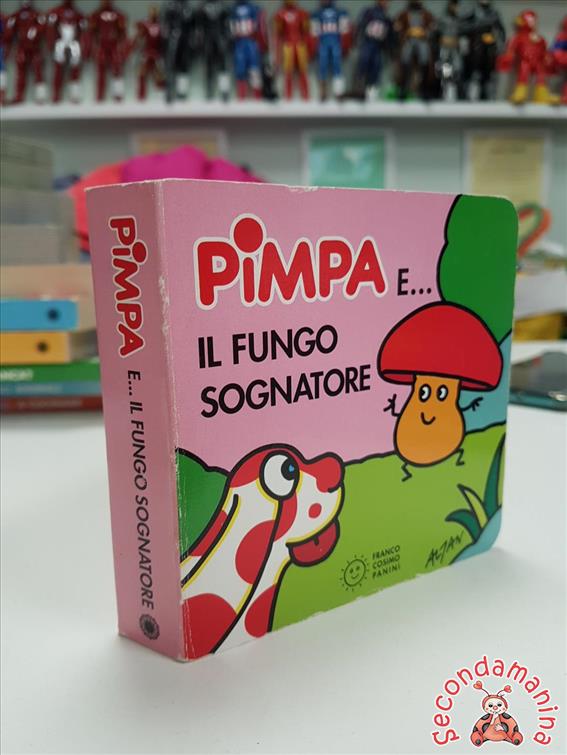 PIMPA E...
IL FUNGO
SOGNATORE
ALTAN
FRANCO
COSIMO
PANINI
PIMPA E... IL FUNGO SOGNATORE
Secondamanina